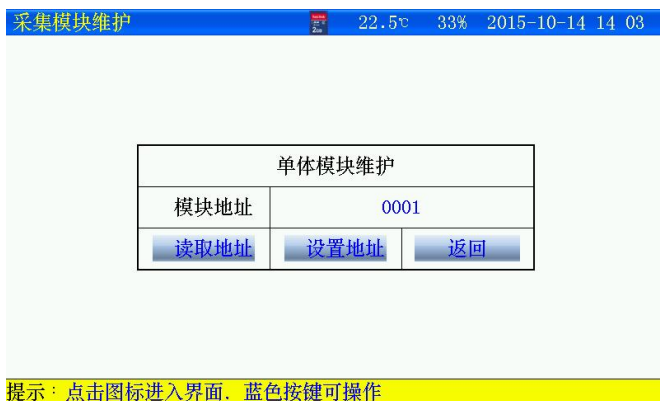 采集模块维护 22.5℃ 33% 2015-10-14 14 03
单体模块维护
模块地址 0001
读取地址 设置地址 返回
提示：点击图标进入界面．蓝色按键可操作